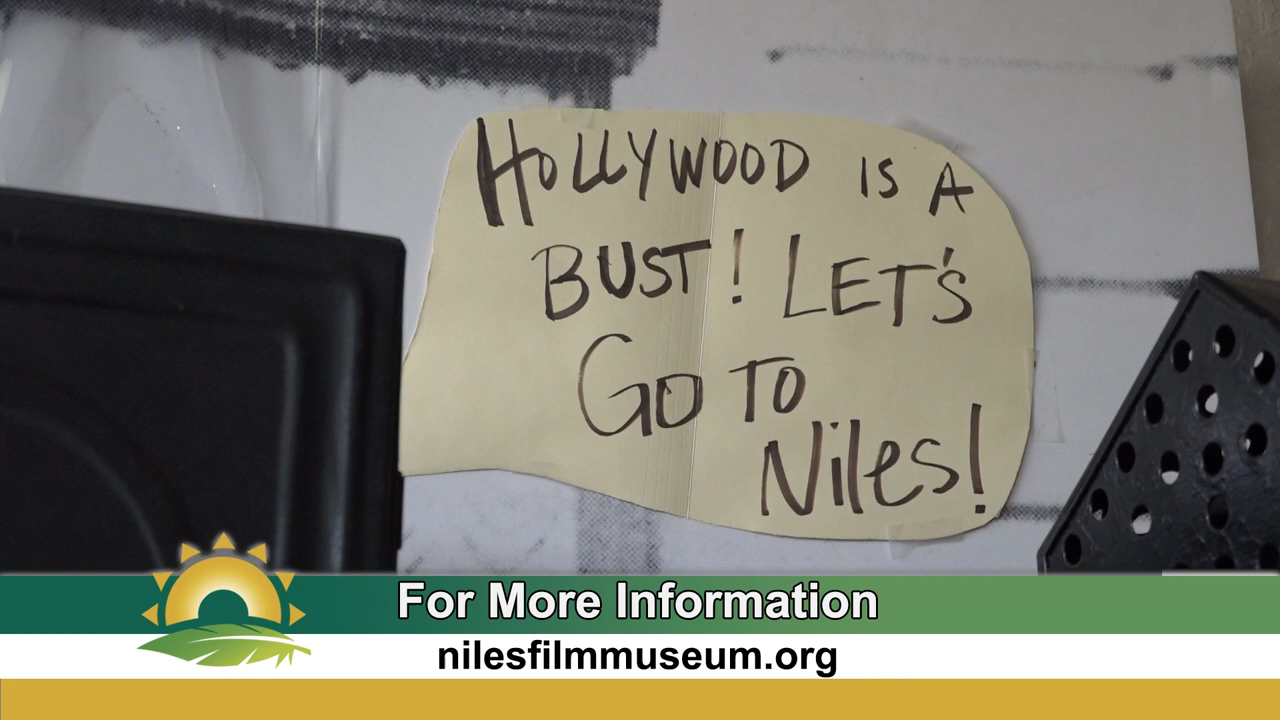 HOLLYWOOD IS A
BUST! LET'S
GO TO
Niles!
For More Information
nilesfilmmuseum.org